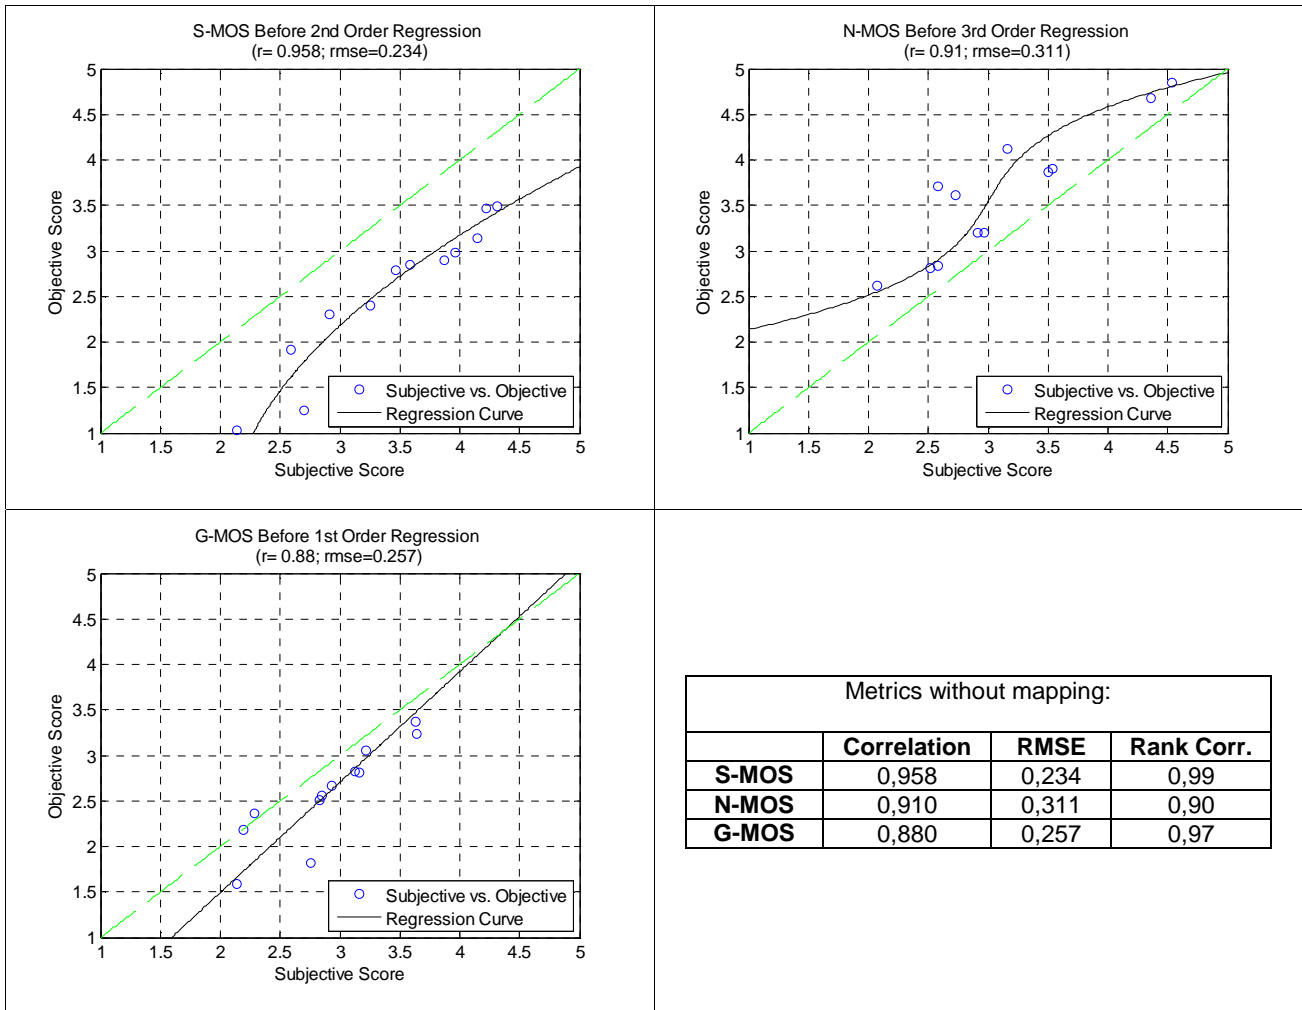 S-MOS Before 2nd Order Regression
(r= 0.958; rmse=0.234)
5
4.5
4
3.5
3
2.5
2
1.5
1
Objective Score
Subjective vs. Objective
Regression Curve
1 1.5 2 2.5 3 3.5 4 4.5 5
Subjective Score
N-MOS Before 3rd Order Regression
(r= 0.91; rmse=0.311)
5
4.5
4
3.5
3
2.5
2
1.5
1
Objective Score
Subjective vs. Objective
Regression Curve
1 1.5 2 2.5 3 3.5 4 4.5 5
Subjective Score
G-MOS Before 1st Order Regression
(r= 0.88; rmse=0.257)
5
4.5
4
3.5
3
2.5
2
1.5
1
Objective Score
Subjective vs. Objective
Regression Curve
1 1.5 2 2.5 3 3.5 4 4.5 5
Subjective Score
Metrics without mapping:
Correlation RMSE Rank Corr.
S-MOS 0,958 0,234 0,99
N-MOS 0,910 0,311 0,90
G-MOS 0,880 0,257 0,97